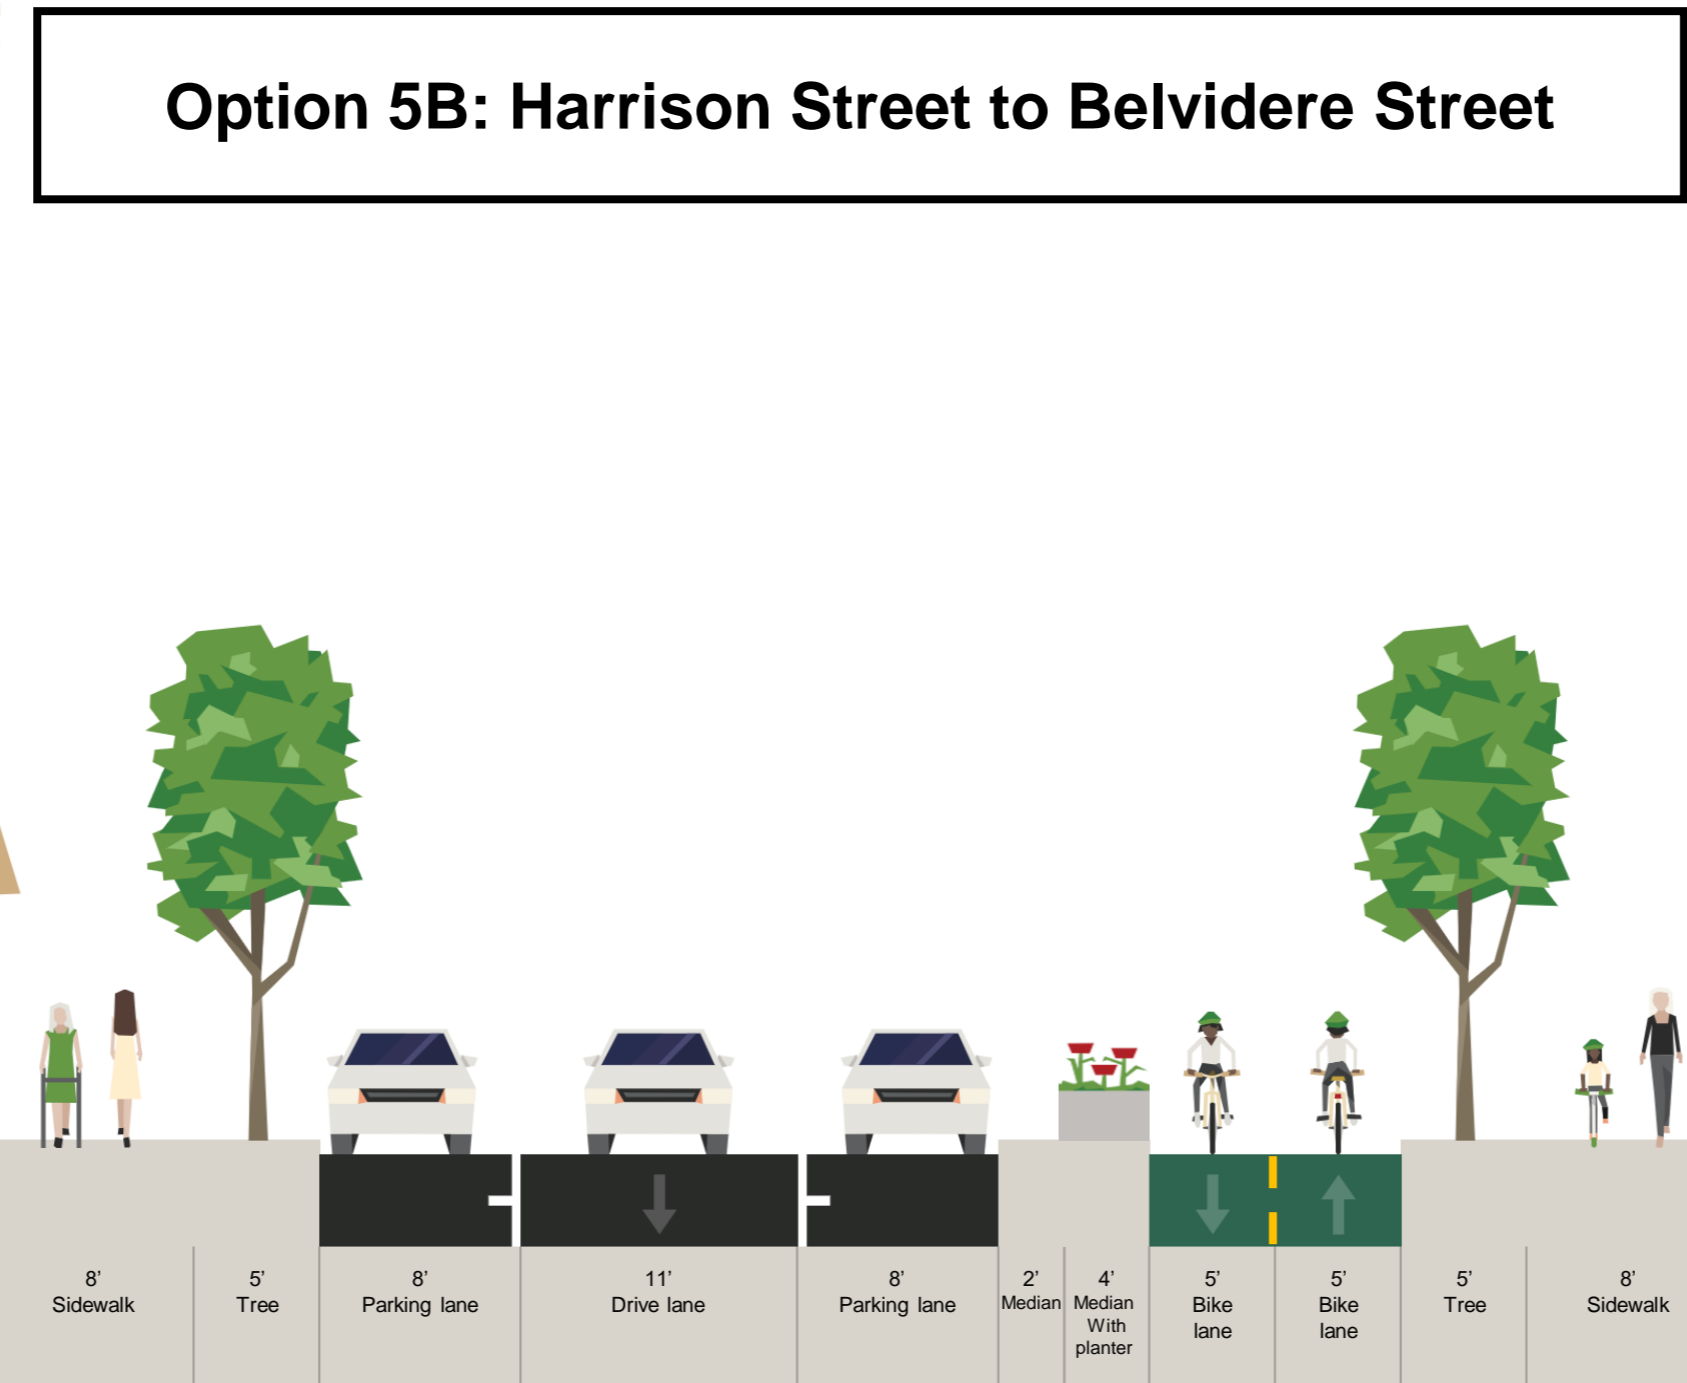 Option 5B: Harrison Street to Belvidere Street
8’
Sidewalk
5’
Tree
8’
Parking lane
11’
Drive lane
8’
Parking lane
2’
Median
4’
Median
With
planter
5’
Bike
lane
5’
Bike
lane
5’
Tree
8’
Sidewalk